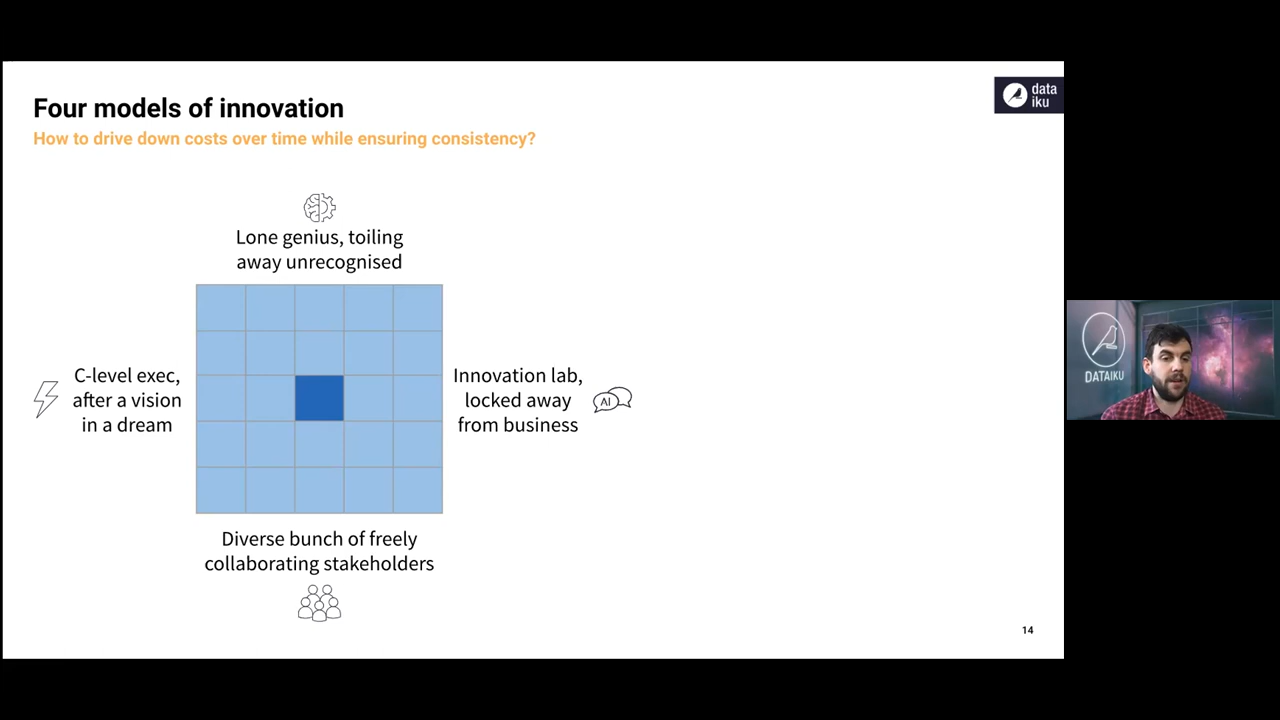 Four models of innovation
How to drive down costs over time while ensuring consistency?
data
iku
Lone genius, toiling
away unrecognised
C-level exec,
after a vision
in a dream
Innovation lab,
locked away
from business
AI
Diverse bunch of freely
collaborating stakeholders
14
DATAIKU